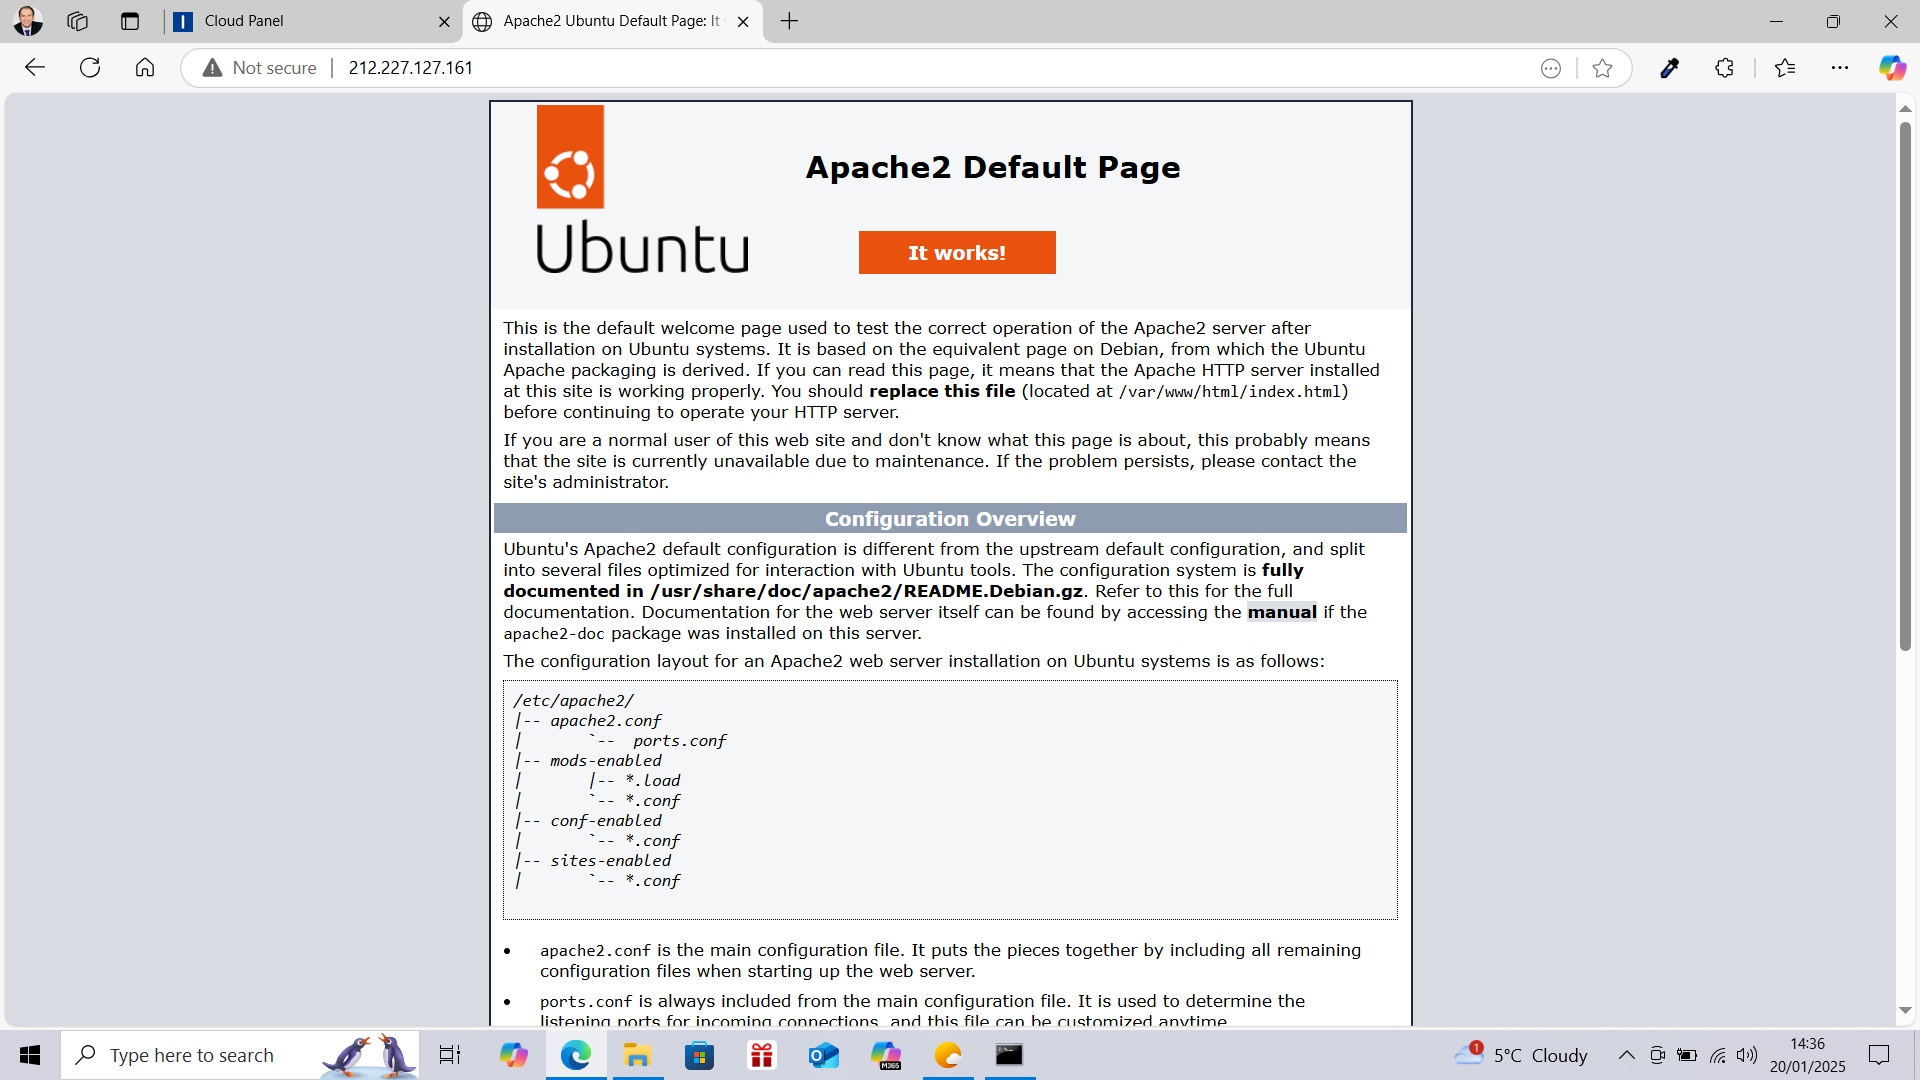 Cloud Panel
Apache2 Ubuntu Default Page: It
Not secure
212.227.127.161
Apache2 Default Page
Ubuntu
It works!
This is the default welcome page used to test the correct operation of the Apache2 server after
installation on Ubuntu systems. It is based on the equivalent page on Debian, from which the Ubuntu
Apache packaging is derived. If you can read this page, it means that the Apache HTTP server installed
at this site is working properly. You should replace this file (located at /var/www/html/index.html)
before continuing to operate your HTTP server.
If you are a normal user of this web site and don't know what this page is about, this probably means
that the site is currently unavailable due to maintenance. If the problem persists, please contact the
site's administrator.
Configuration Overview
Ubuntu's Apache2 default configuration is different from the upstream default configuration, and split
into several files optimized for interaction with Ubuntu tools. The configuration system is fully
documented in /usr/share/doc/apache2/README.Debian.gz. Refer to this for the full
documentation. Documentation for the web server itself can be found by accessing the manual if the
apache2-doc package was installed on this server.
The configuration layout for an Apache2 web server installation on Ubuntu systems is as follows:
/etc/apache2/
|-- apache2.conf
|       `--  ports.conf
|-- mods-enabled
|       |-- *.load
|       `-- *.conf
|-- conf-enabled
|       `-- *.conf
|-- sites-enabled
|       `-- *.conf
• apache2.conf is the main configuration file. It puts the pieces together by including all remaining
configuration files when starting up the web server.
• ports.conf is always included from the main configuration file. It is used to determine the
listening ports for incoming connections, and this file can be customized anytime.
Type here to search
M365
1
5°C Cloudy
14:36
20/01/2025